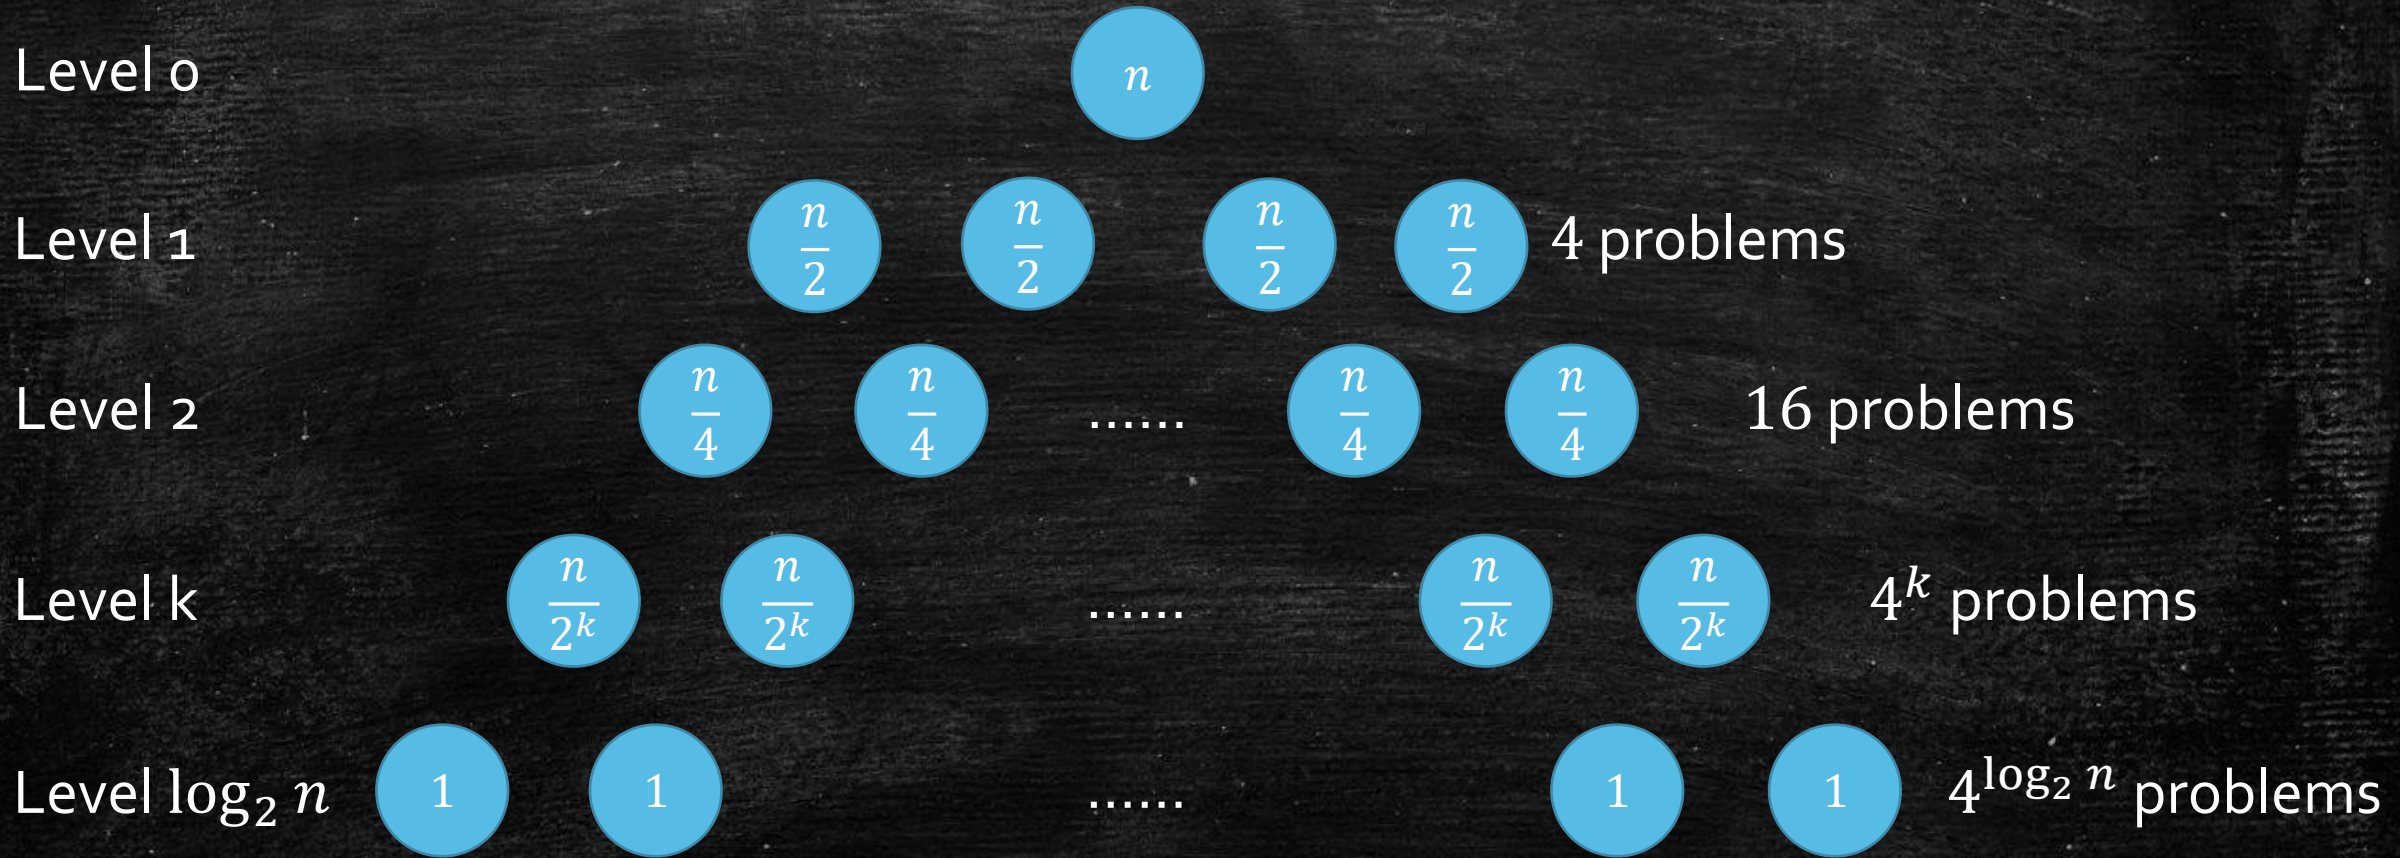 Level 0 n
Level 1 n/2 n/2 n/2 n/2 4 problems
Level 2 n/4 n/4 ...... n/4 n/4 16 problems
Level k n/2^k n/2^k ...... n/2^k n/2^k 4^k problems
Level log₂ n 1 1 ...... 1 1 4^(log₂ n) problems